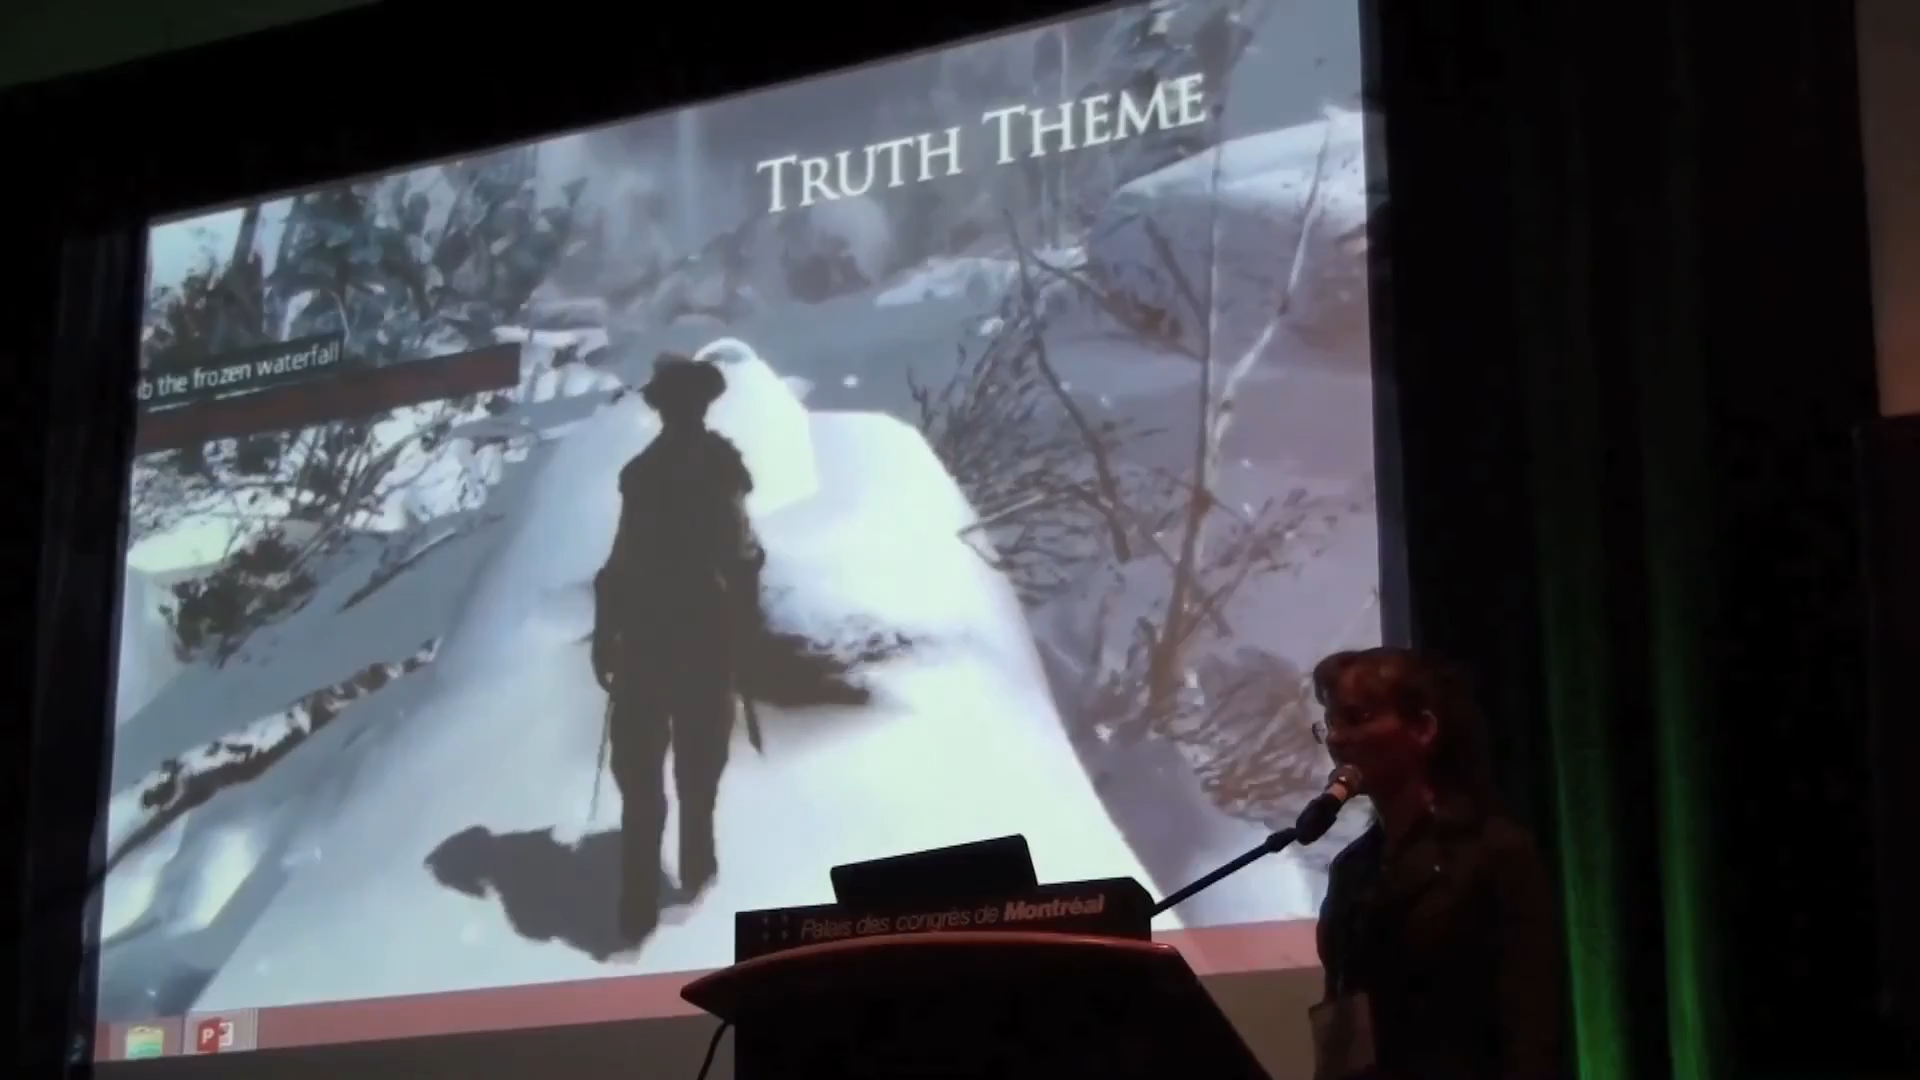 TRUTH THEME
b the frozen waterfall
Palais des congrès de Montréal
P